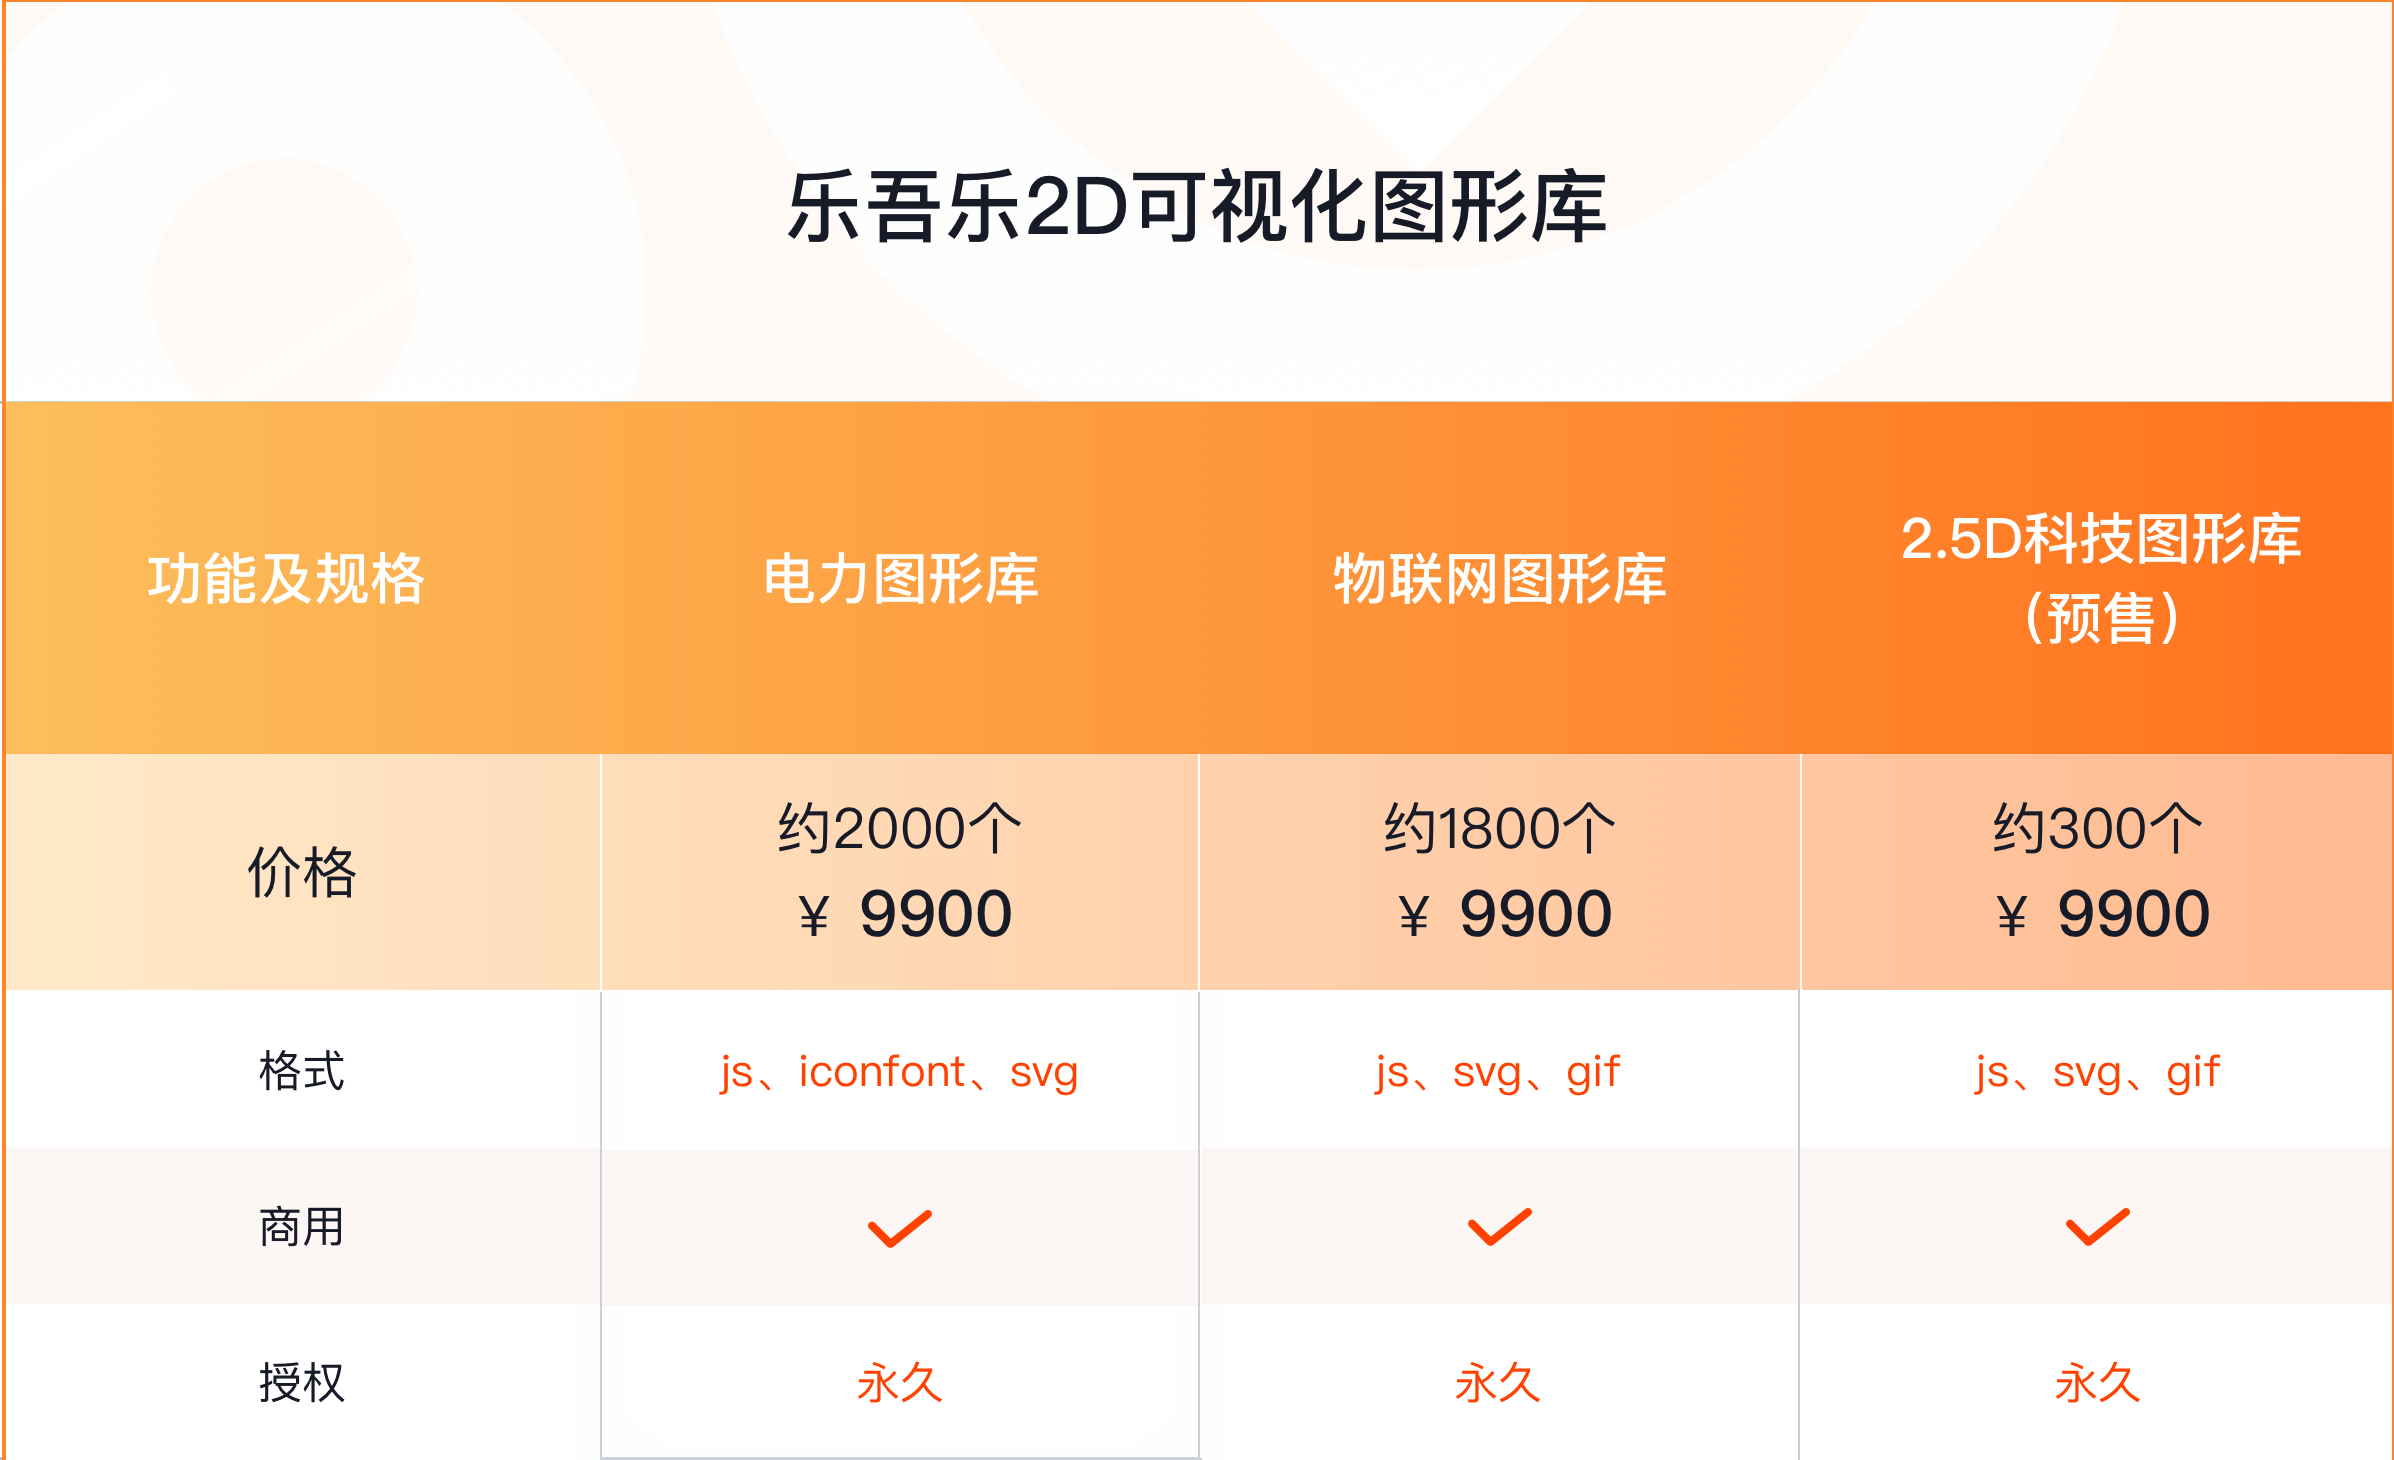 乐吾乐2D可视化图形库
功能及规格 电力图形库 物联网图形库 2.5D科技图形库
(预售)
价格 约2000个 约1800个 约300个
¥ 9900 ¥ 9900 ¥ 9900
格式 js、iconfont、svg js、svg、gif js、svg、gif
商用
授权 永久 永久 永久